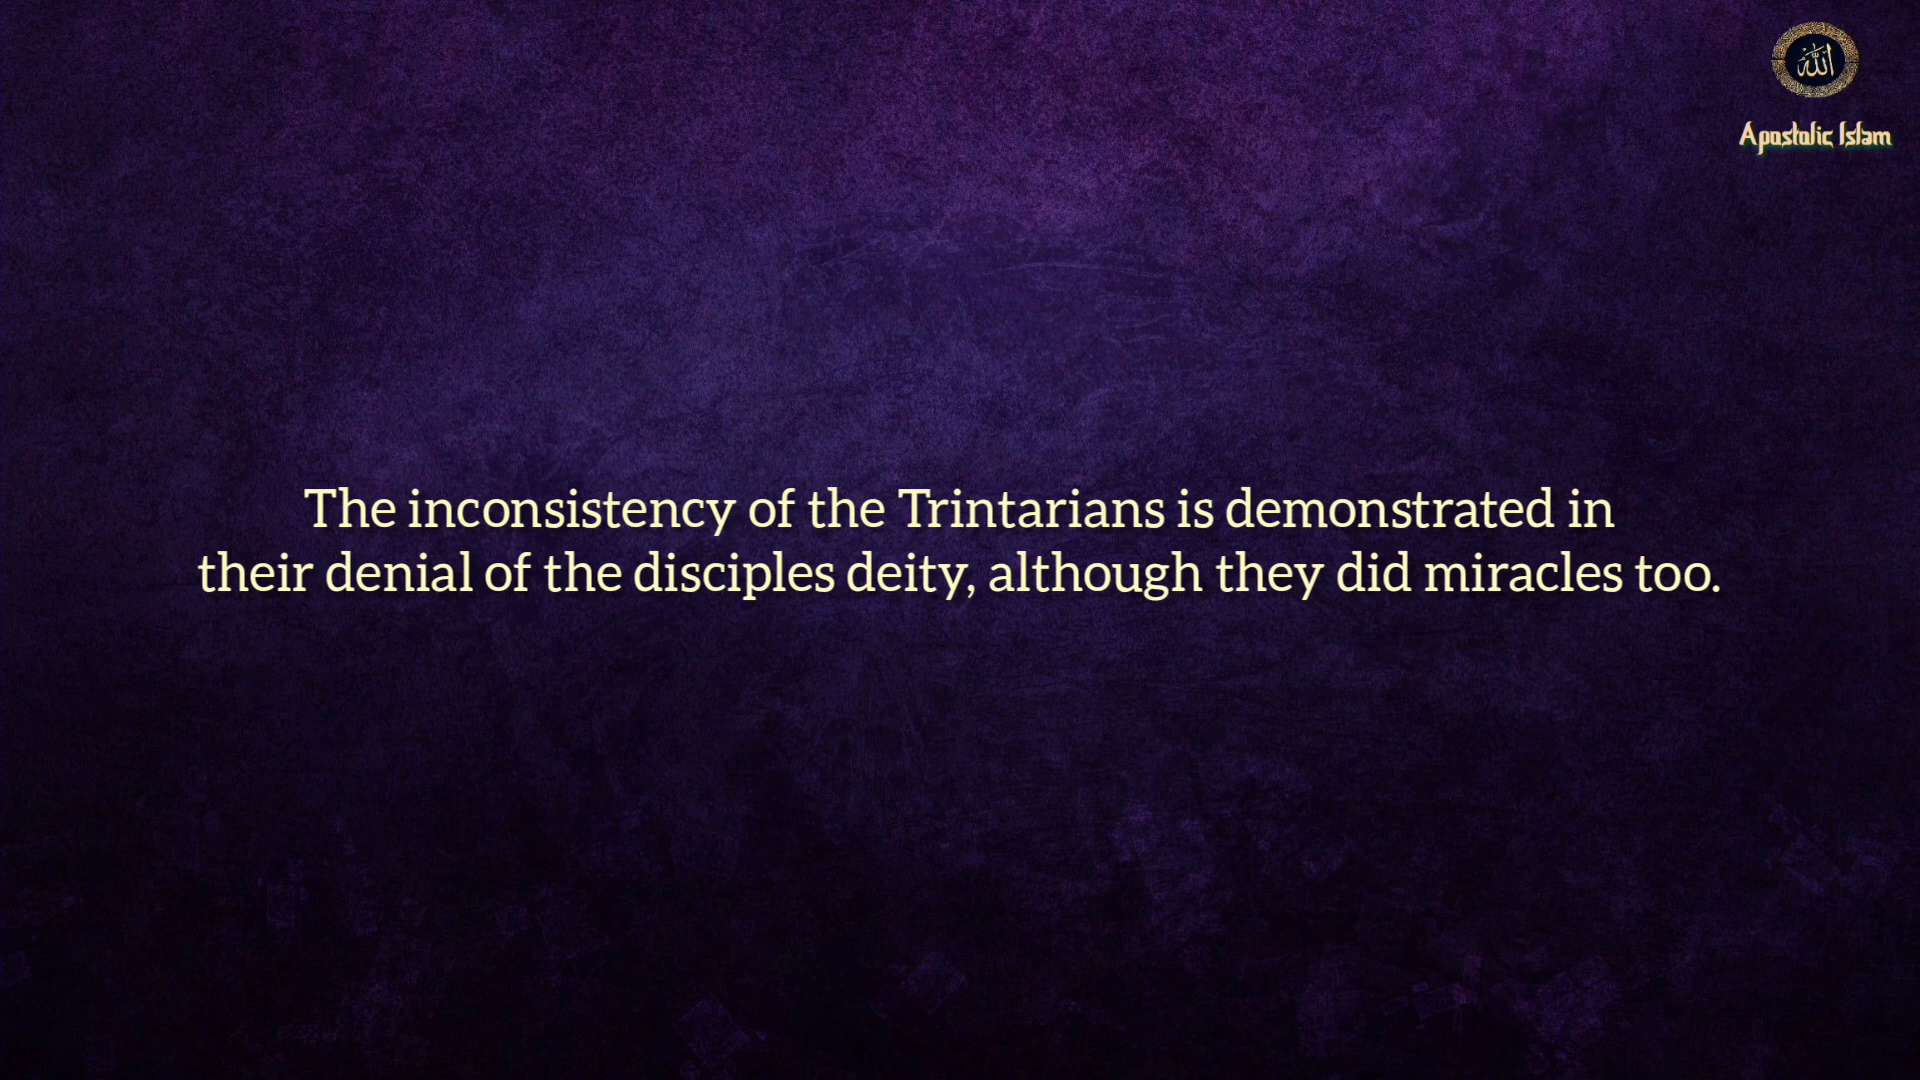 الله
Apostolic Islam
The inconsistency of the Trintarians is demonstrated in
their denial of the disciples deity, although they did miracles too.